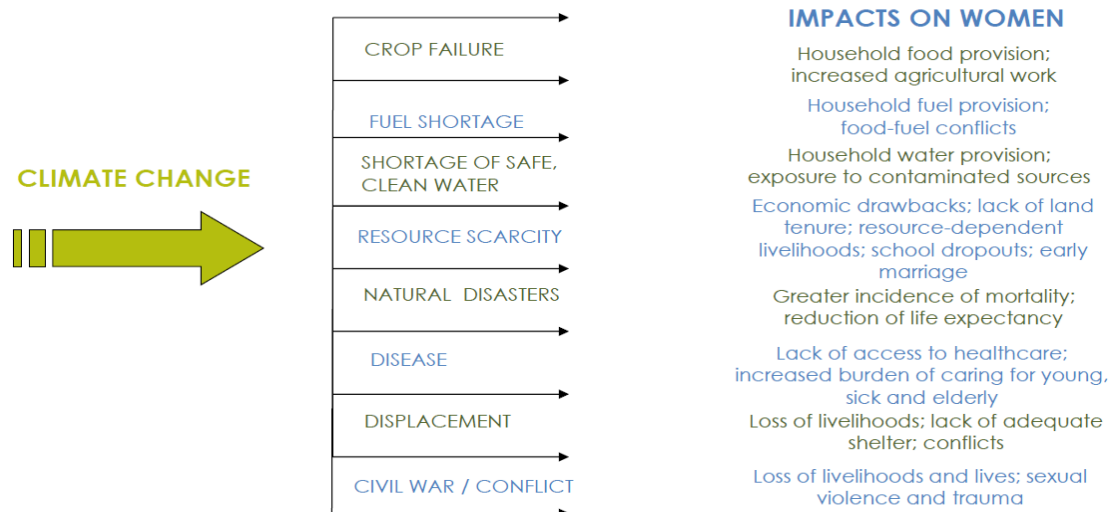 IMPACTS ON WOMEN
CROP FAILURE
Household food provision;
increased agricultural work
FUEL SHORTAGE
Household fuel provision;
food-fuel conflicts
CLIMATE CHANGE
SHORTAGE OF SAFE,
CLEAN WATER
Household water provision;
exposure to contaminated sources
RESOURCE SCARCITY
Economic drawbacks; lack of land
tenure; resource-dependent
livelihoods; school dropouts; early
marriage
NATURAL DISASTERS
Greater incidence of mortality;
reduction of life expectancy
DISEASE
Lack of access to healthcare;
increased burden of caring for young,
sick and elderly
DISPLACEMENT
Loss of livelihoods; lack of adequate
shelter; conflicts
CIVIL WAR / CONFLICT
Loss of livelihoods and lives; sexual
violence and trauma